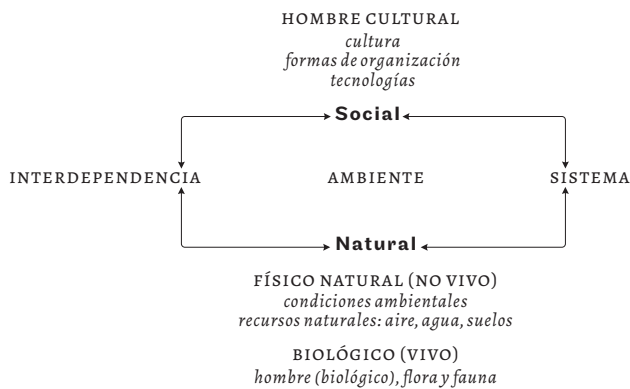 HOMBRE CULTURAL
cultura
formas de organización
tecnologías
Social
INTERDEPENDENCIA AMBIENTE SISTEMA
Natural
FÍSICO NATURAL (NO VIVO)
condiciones ambientales
recursos naturales: aire, agua, suelos
BIOLÓGICO (VIVO)
hombre (biológico), flora y fauna